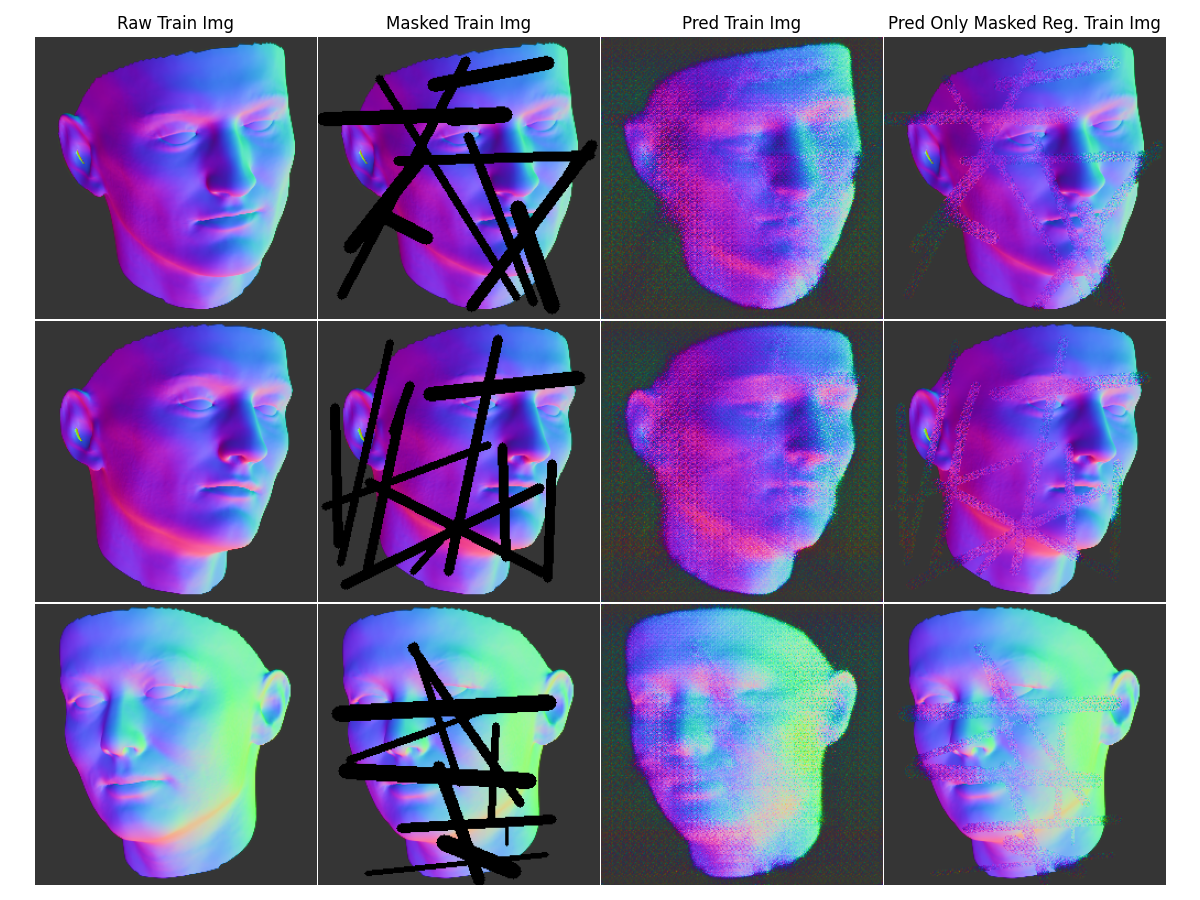 Raw Train Img
Masked Train Img
Pred Train Img
Pred Only Masked Reg. Train Img